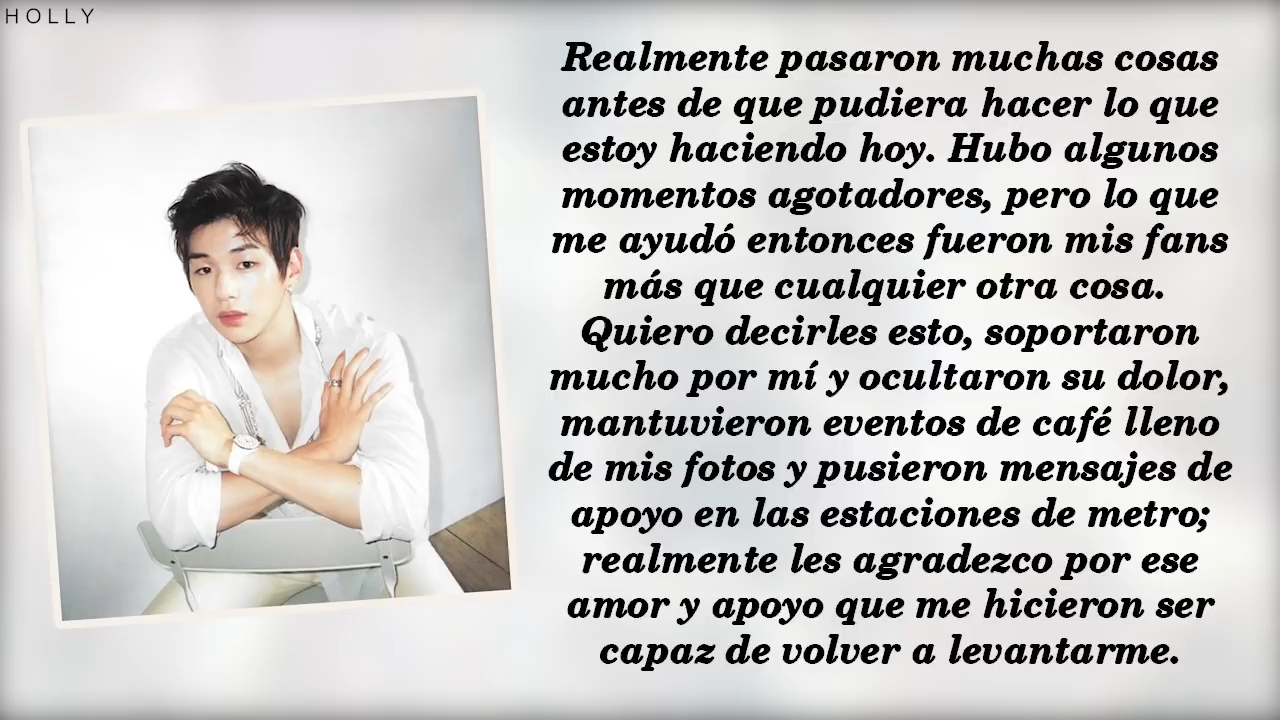 HOLLY
Realmente pasaron muchas cosas
antes de que pudiera hacer lo que
estoy haciendo hoy. Hubo algunos
momentos agotadores, pero lo que
me ayudó entonces fueron mis fans
más que cualquier otra cosa.
Quiero decirles esto, soportaron
mucho por mí y ocultaron su dolor,
mantuvieron eventos de café lleno
de mis fotos y pusieron mensajes de
apoyo en las estaciones de metro;
realmente les agradezco por ese
amor y apoyo que me hicieron ser
capaz de volver a levantarme.